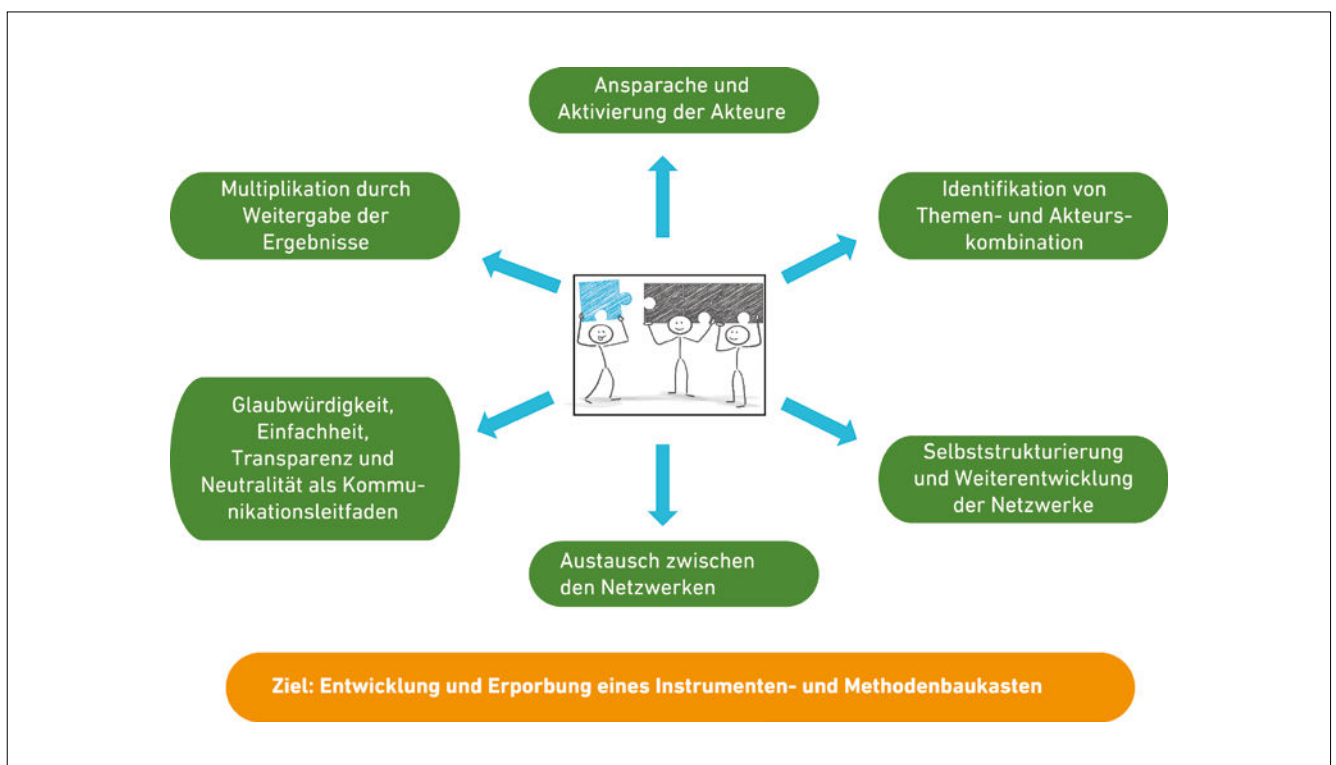 Ansparache und
Aktivierung der Akteure
Multiplikation durch
Weitergabe der
Ergebnisse
Identifikation von
Themen- und Akteurs-
kombination
Glaubwürdigkeit,
Einfachheit,
Transparenz und
Neutralität als Kommu-
nikationsleitfaden
Selbststrukturierung
und Weiterentwicklung
der Netzwerke
Austausch zwischen
den Netzwerken
Ziel: Entwicklung und Erporbung eines Instrumenten- und Methodenbaukasten